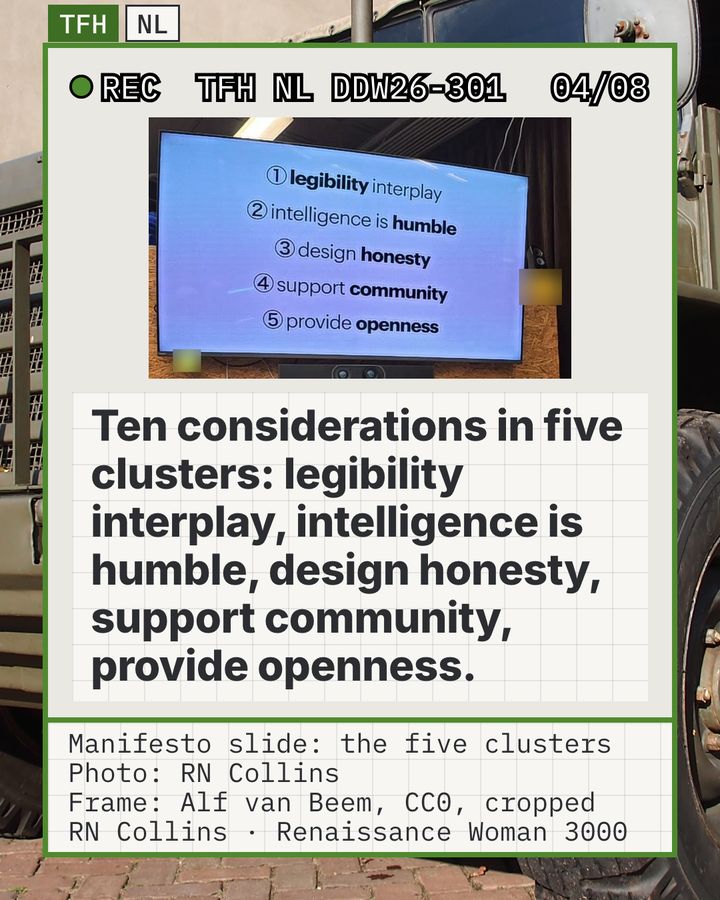 TFH NL
REC TFH NL DDW26-301 04/08
① legibility interplay
② intelligence is humble
③ design honesty
④ support community
⑤ provide openness
Ten considerations in five
clusters: legibility
interplay, intelligence is
humble, design honesty,
support community,
provide openness.
Manifesto slide: the five clusters
Photo: RN Collins
Frame: Alf van Beem, CC0, cropped
RN Collins · Renaissance Woman 3000